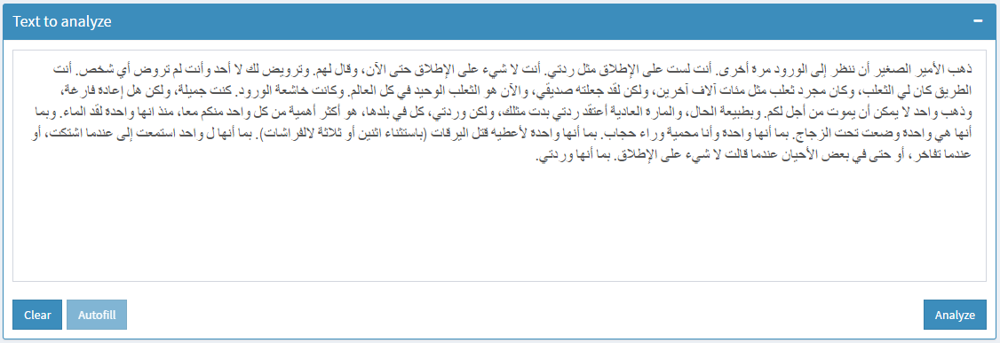 Text to analyze
ذهب الأمير الصغير أن ننظر إلى الورود مرة أخرى. أنت لست على الإطلاق مثل ردتي. أنت لا شيء على الإطلاق حتى الآن، وقال لهم. وترويض لك لا أحد وأنت لم تروض أي شخص. أنت
الطريق كان لي الثعلب، وكان مجرد ثعلب مثل مئات آلاف آخرين، ولكن لقد جعلته صديقي، والآن هو الثعلب الوحيد في كل العالم. وكانت خاشعة الورود. كنت جميلة، ولكن هل إعادة فارغة،
وذهب واحد لا يمكن أن يموت من أجل لكم. وبطبيعة الحال، والمارة العادية أعتقد ردتي بدت مثلك، ولكن وردتي، كل في بلدها، هو أكثر أهمية من كل واحد منكم معا، منذ انها واحدة لقد الماء. وبما
أنها هي واحدة وضعت تحت الزجاج. بما أنها واحدة وأنا محمية وراء حجاب. بما أنها واحدة لأعطيه قتل اليرقات (باستثناء اثنين أو ثلاثة لالفراشات). بما أنها ل واحد استمعت إلى عندما اشتكت، أو
عندما تفاخر، أو حتى في بعض الأحيان عندما قالت لا شيء على الإطلاق. بما أنها وردتي.
Clear Autofill Analyze